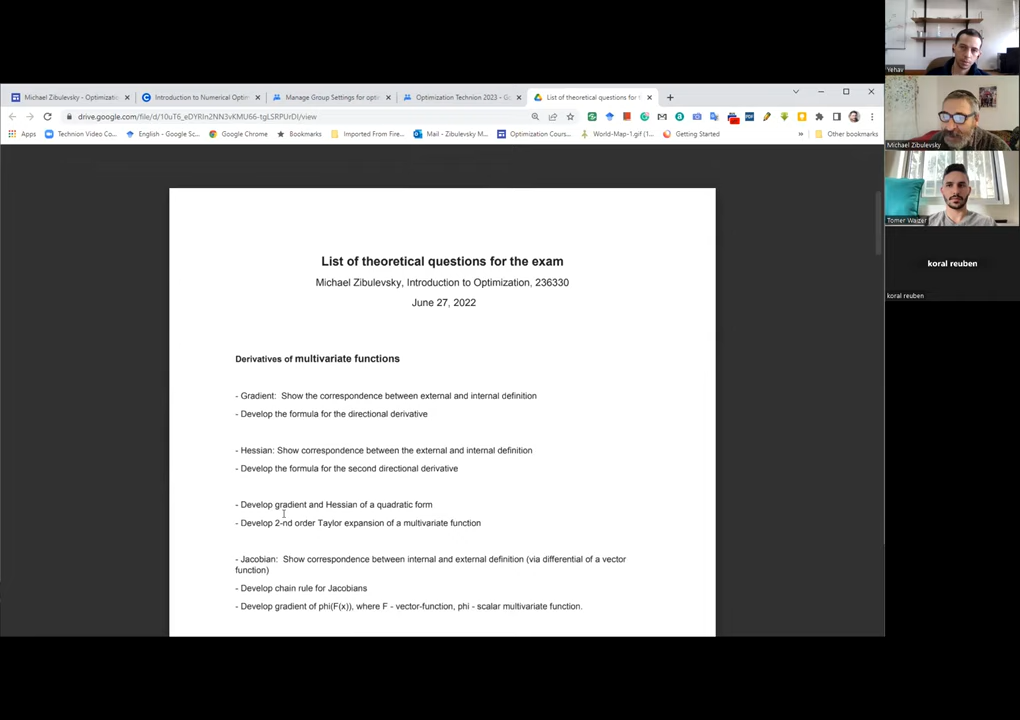 Michael Zibulevsky - Optimizatio
Introduction to Numerical Optim
Manage Group Settings for opti
Optimization Technion 2023 - G
List of theoretical questions for t
drive.google.com/file/d/
/view
Apps
Technion Video Con...
English - Google Sc...
Google Chrome
Bookmarks
Imported From Fire...
Mail - Zibulevsky M...
Optimization Cours...
World-Map-1.gif (1...
Getting Started
»
Other bookmarks
List of theoretical questions for the exam
Michael Zibulevsky, Introduction to Optimization, 236330
June 27, 2022
Derivatives of multivariate functions
- Gradient: Show the correspondence between external and internal definition
- Develop the formula for the directional derivative
- Hessian: Show correspondence between the external and internal definition
- Develop the formula for the second directional derivative
- Develop gradient and Hessian of a quadratic form
- Develop 2-nd order Taylor expansion of a multivariate function
- Jacobian: Show correspondence between internal and external definition (via differential of a vector
function)
- Develop chain rule for Jacobians
- Develop gradient of phi(F(x)), where F - vector-function, phi - scalar multivariate function.
Yehav
Michael Zibulevsky
Tomer Waizer
koral reuben
koral reuben